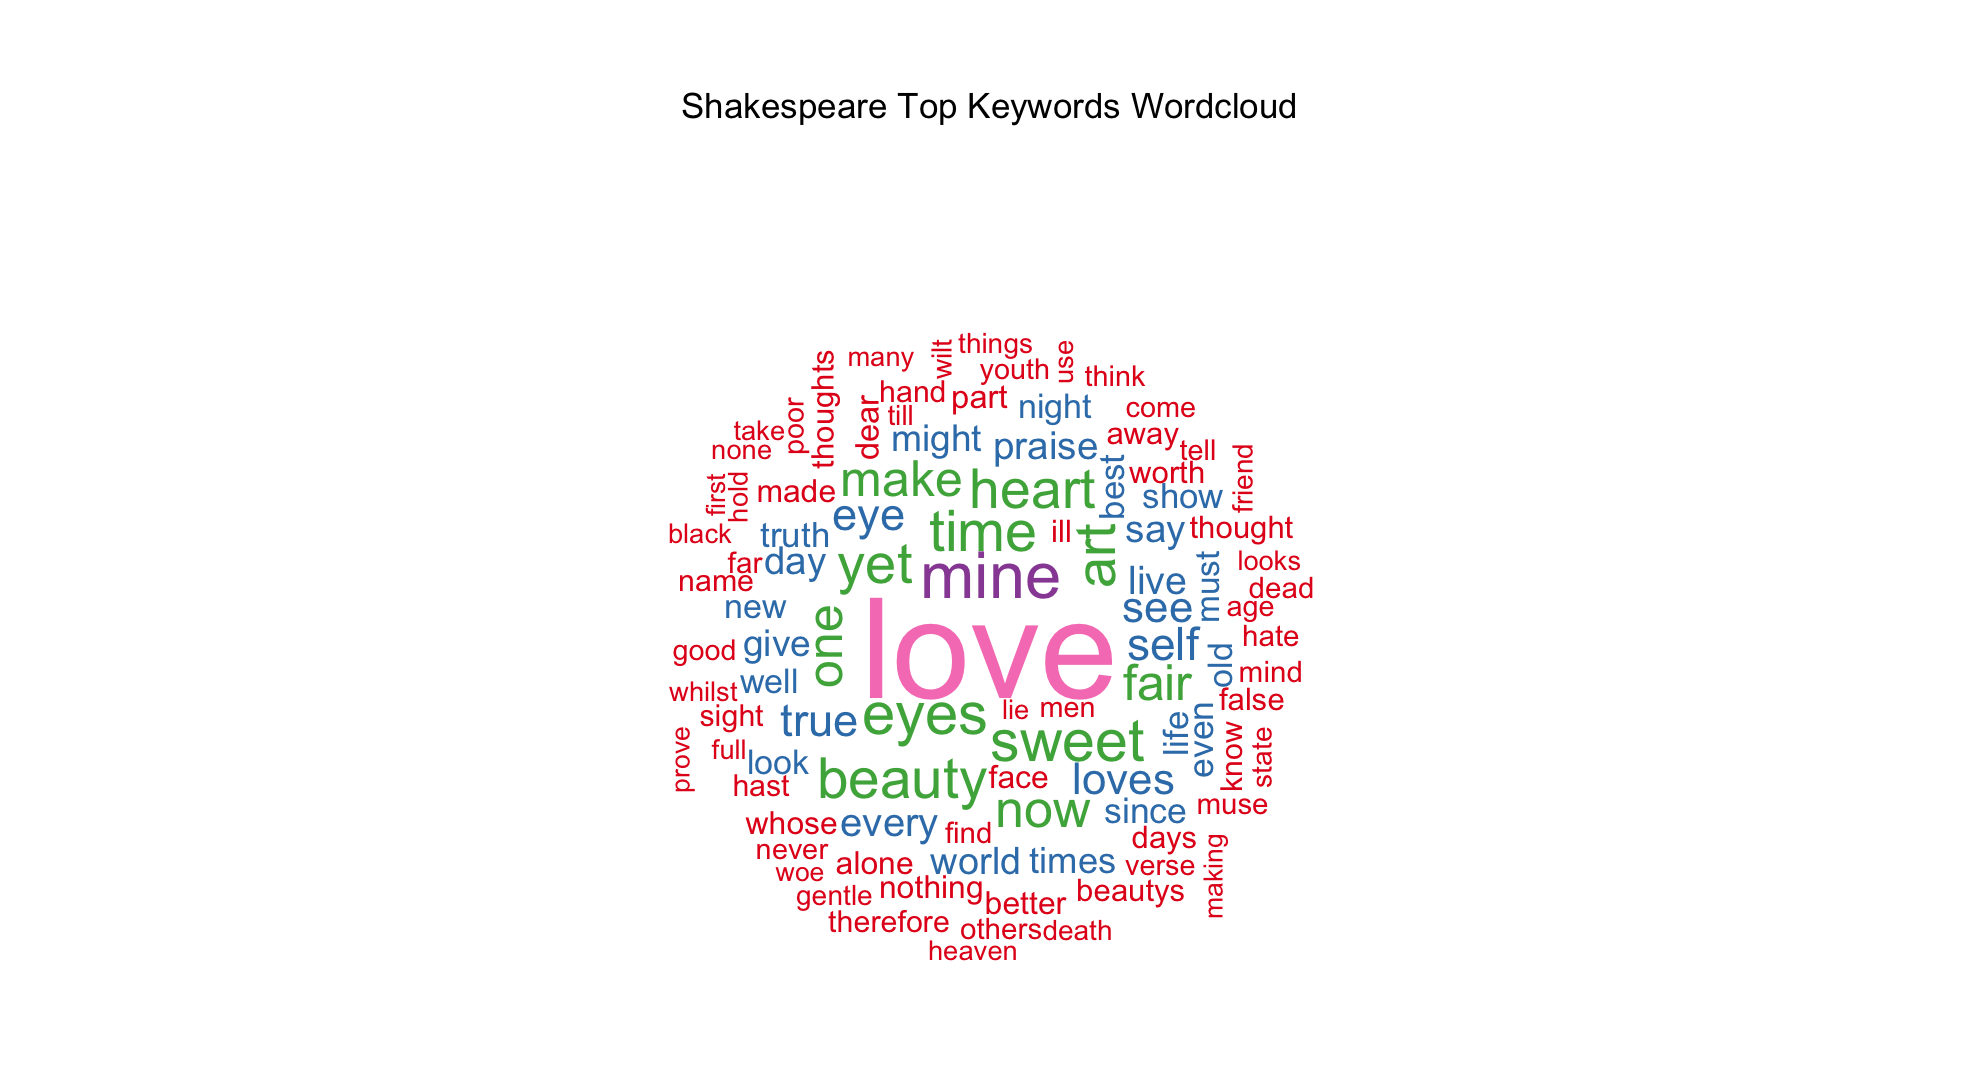 Shakespeare Top Keywords Wordcloud
things
many
wilt
use
youth
think
thoughts
hand
part
night
come
poor
dear
till
take
might
praise
away
none
tell
make
heart
best
worth
friend
first
hold
made
show
eye
time
ill
art
say
thought
black
truth
far
day
yet
mine
live
must
looks
name
dead
new
see
age
good
give
one
love
self
hate
old
whilst
well
fair
mind
sight
true
eyes
lie
men
false
prove
full
look
sweet
life
even
know
state
hast
beauty
face
loves
whose
every
now
since
muse
find
days
never
woe
alone
world
times
verse
making
gentle
nothing
better
beautys
therefore
others
death
heaven